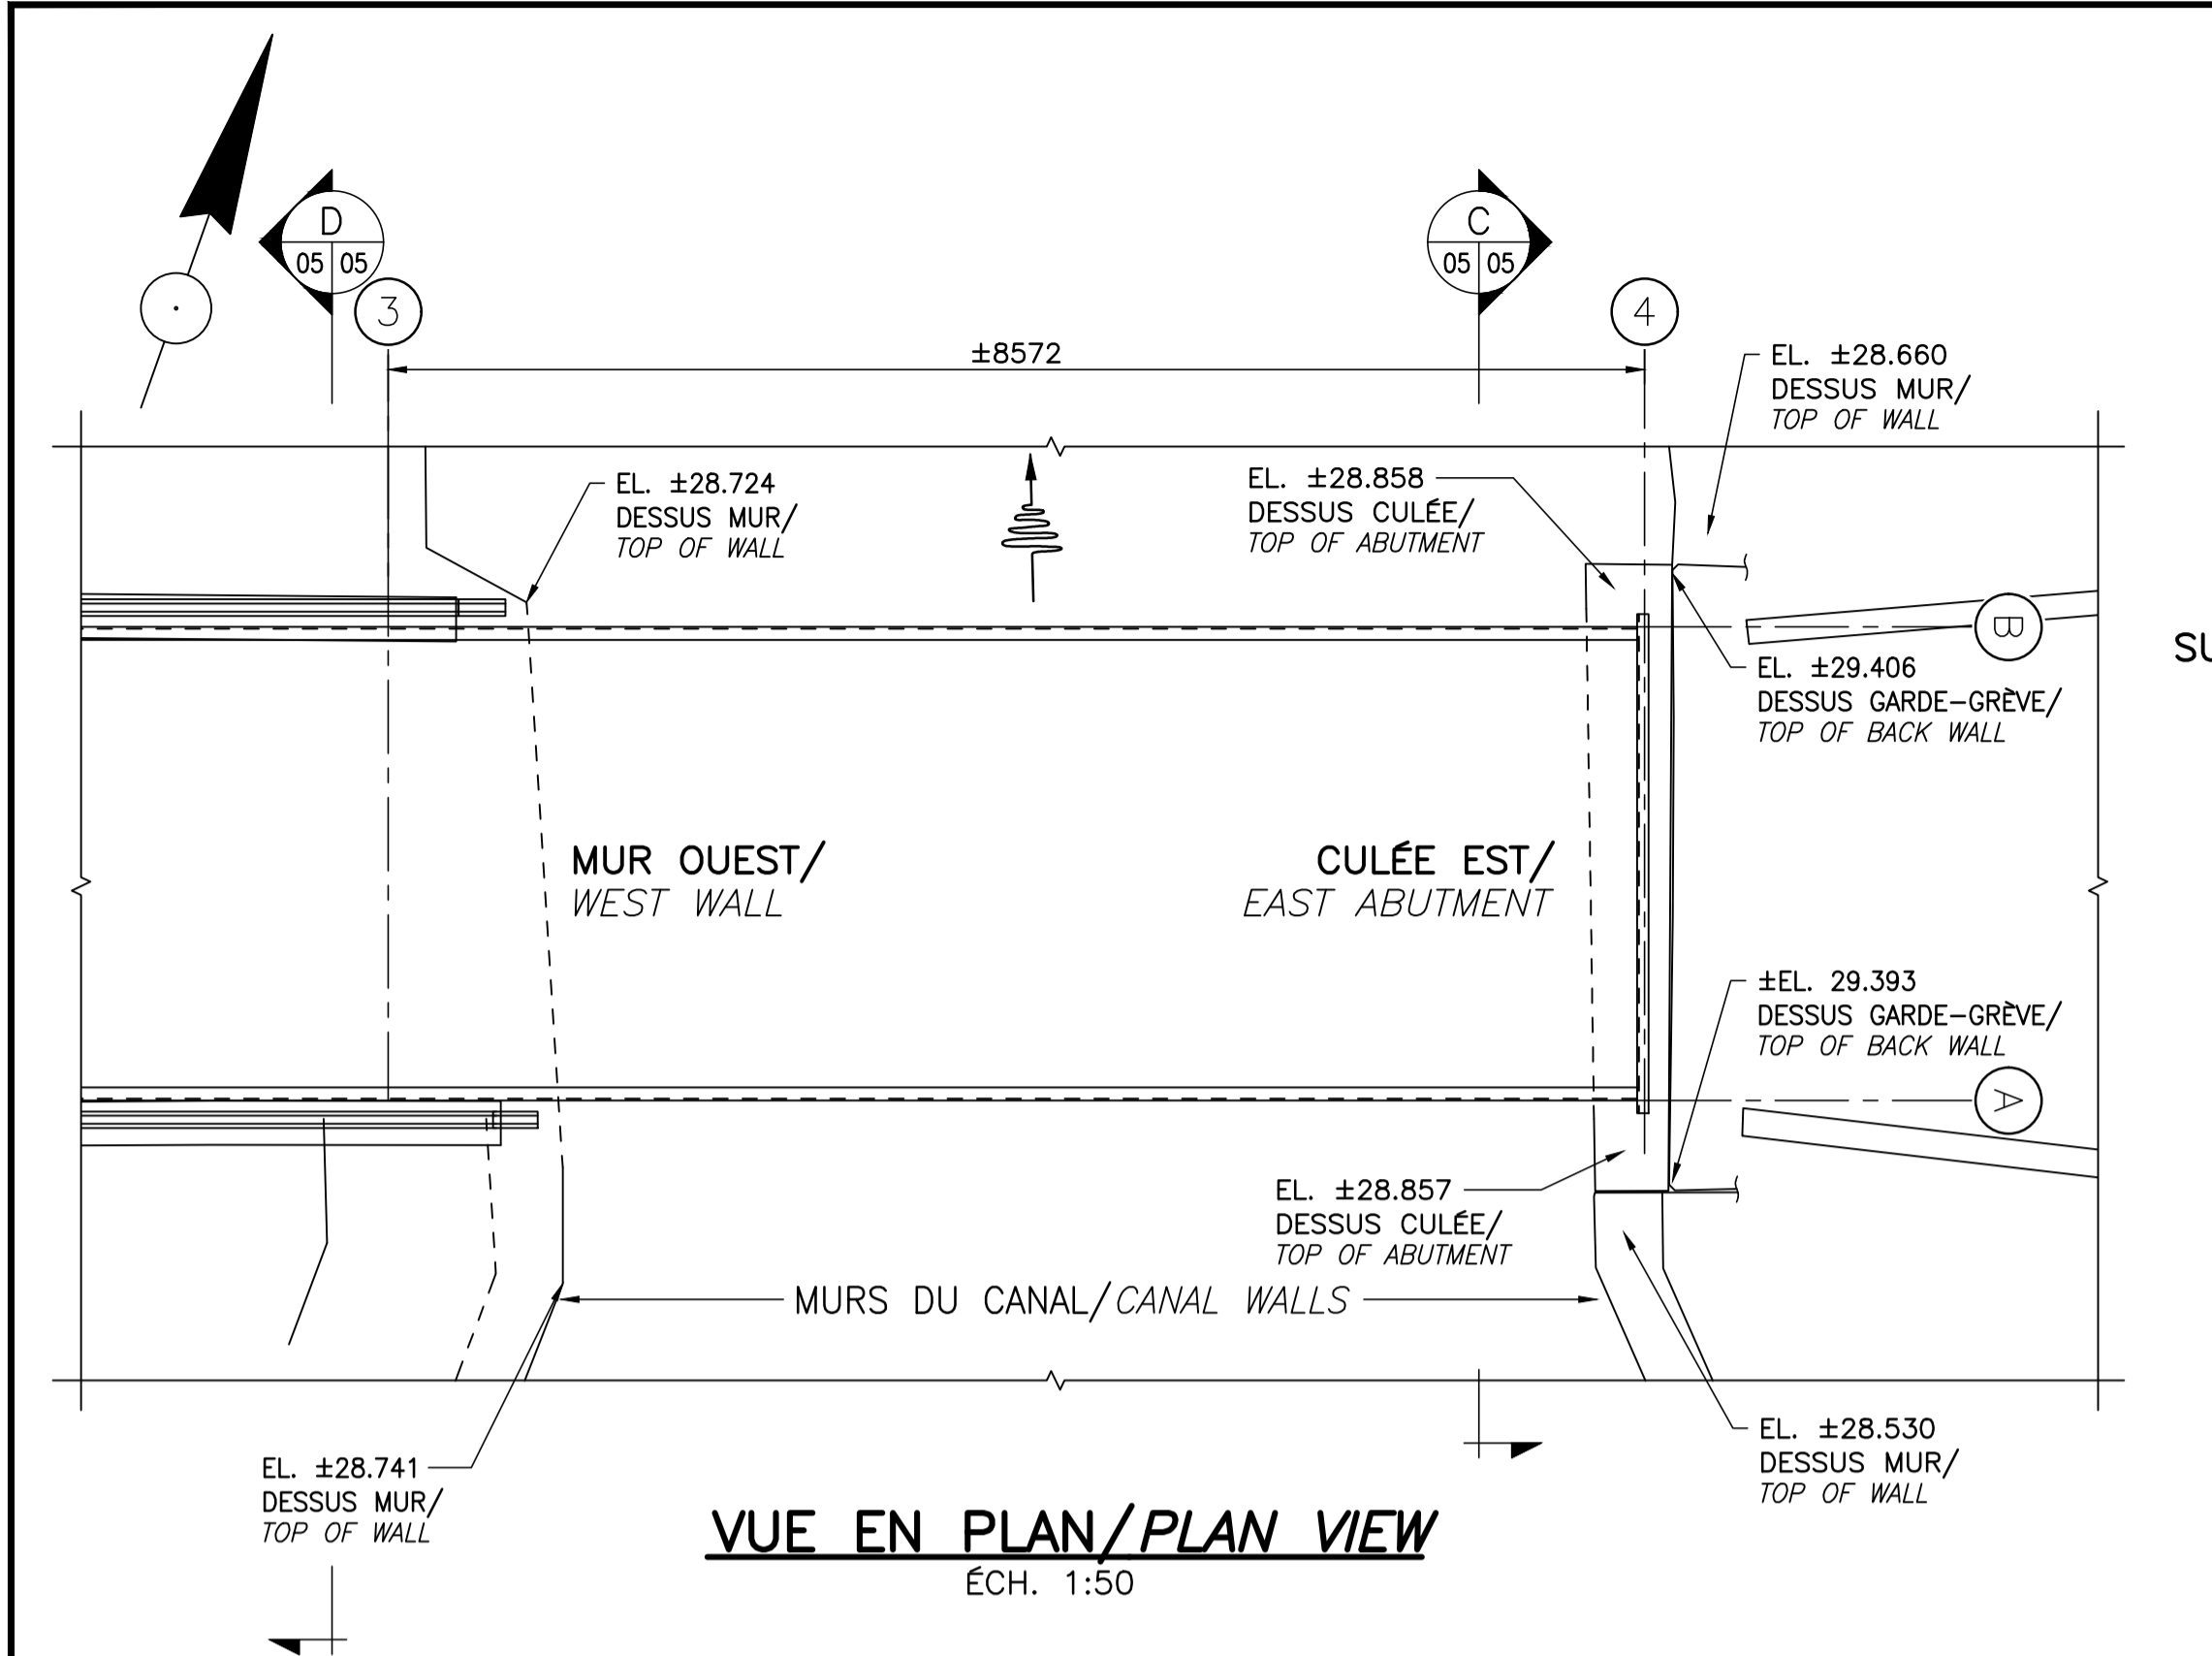 D
05 05
3
C
05 05
4
±8572
EL. ±28.660
DESSUS MUR/
TOP OF WALL
EL. ±28.724
DESSUS MUR/
TOP OF WALL
EL. ±28.858
DESSUS CULÉE/
TOP OF ABUTMENT
B
SU
EL. ±29.406
DESSUS GARDE-GRÈVE/
TOP OF BACK WALL
MUR OUEST/
WEST WALL
CULÉE EST/
EAST ABUTMENT
±EL. 29.393
DESSUS GARDE-GRÈVE/
TOP OF BACK WALL
A
EL. ±28.857
DESSUS CULÉE/
TOP OF ABUTMENT
MURS DU CANAL/CANAL WALLS
EL. ±28.741
DESSUS MUR/
TOP OF WALL
EL. ±28.530
DESSUS MUR/
TOP OF WALL
VUE EN PLAN/PLAN VIEW
ÉCH. 1:50